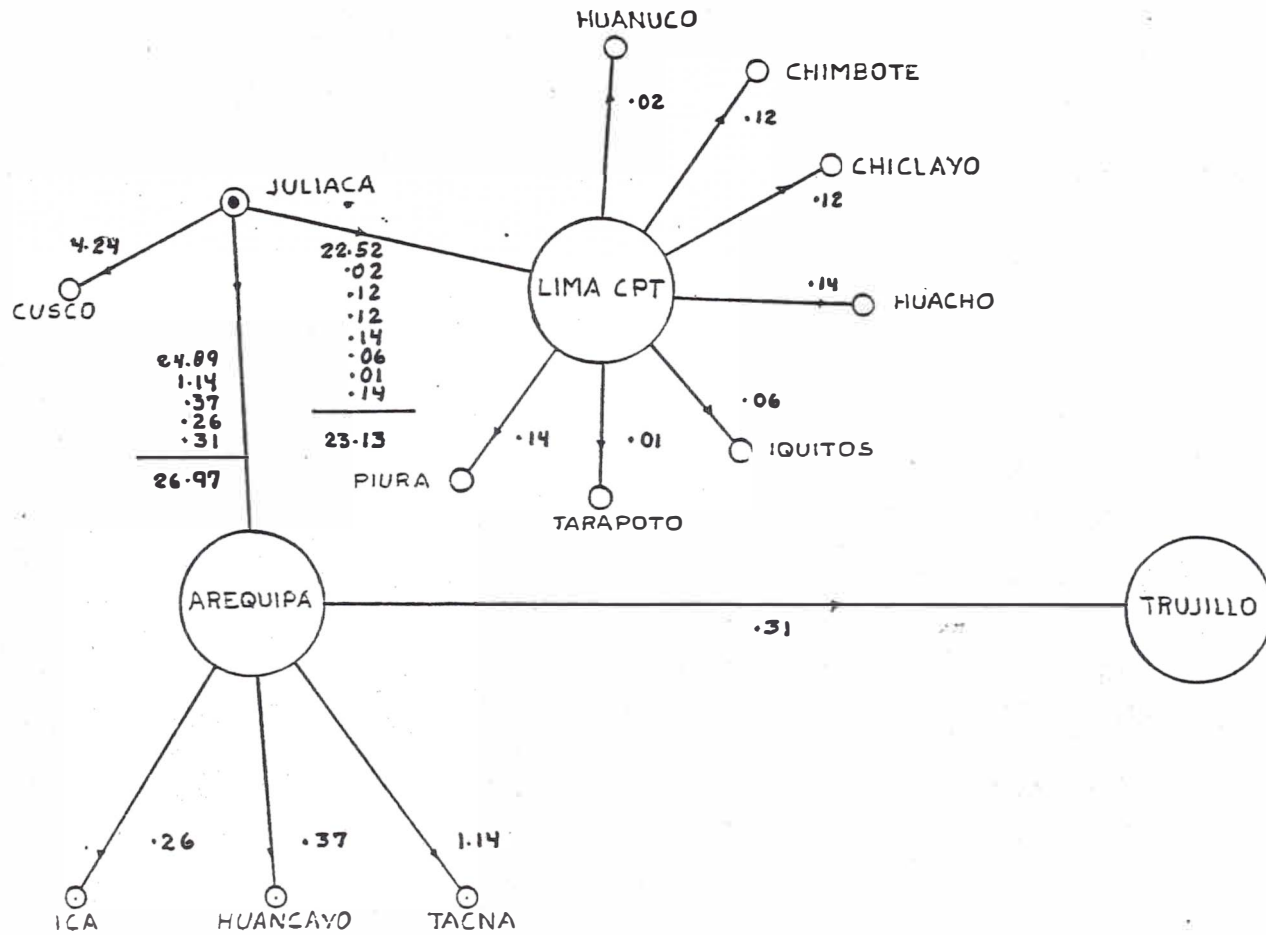 HUANUCO
·02
CHIMBOTE
·12
CHICLAYO
·12
JULIACA
4.24
CUSCO
22.52
·02
·12
·12
·14
·06
·01
·14
23.13
LIMA CPT
·14
HUACHO
·06
IQUITOS
·01
TARAPOTO
·14
PIURA
24.89
1.14
·37
·26
·31
26.97
AREQUIPA
·31
TRUJILLO
·26
·37
1.14
ICA
HUANCAYO
TACNA